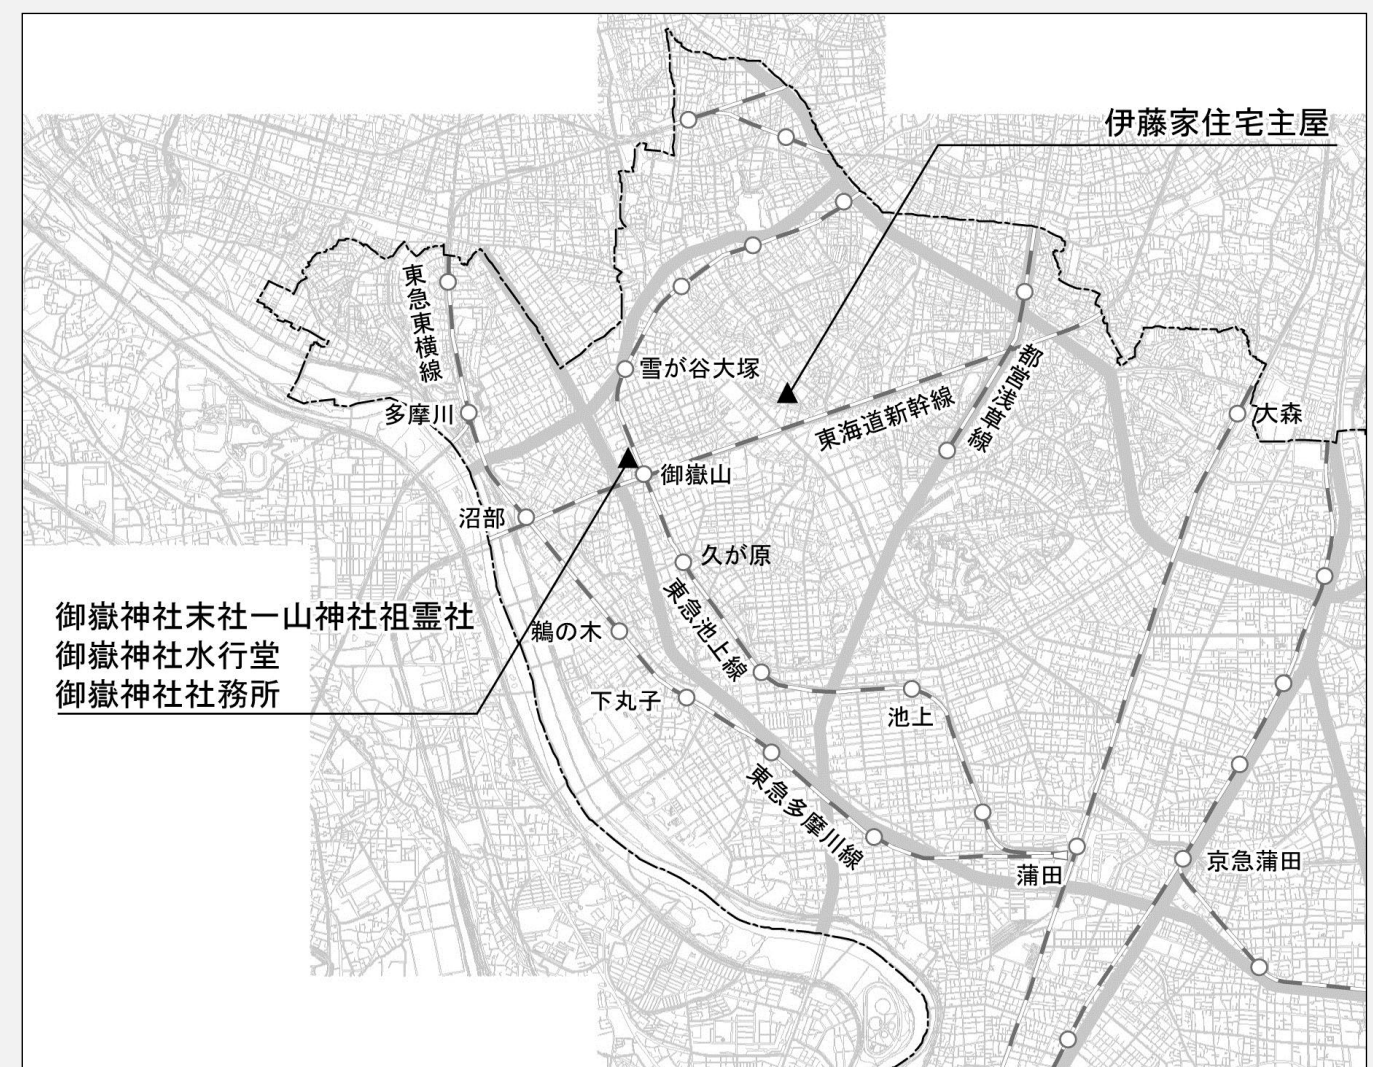 伊藤家住宅主屋
東急東横線
雪が谷大塚
都営浅草線
東海道新幹線
多摩川
大森
御嶽山
沼部
久が原
東急池上線
御嶽神社末社一山神社祖霊社
御嶽神社水行堂
御嶽神社社務所
鵜の木
下丸子
池上
東急多摩川線
蒲田
京急蒲田